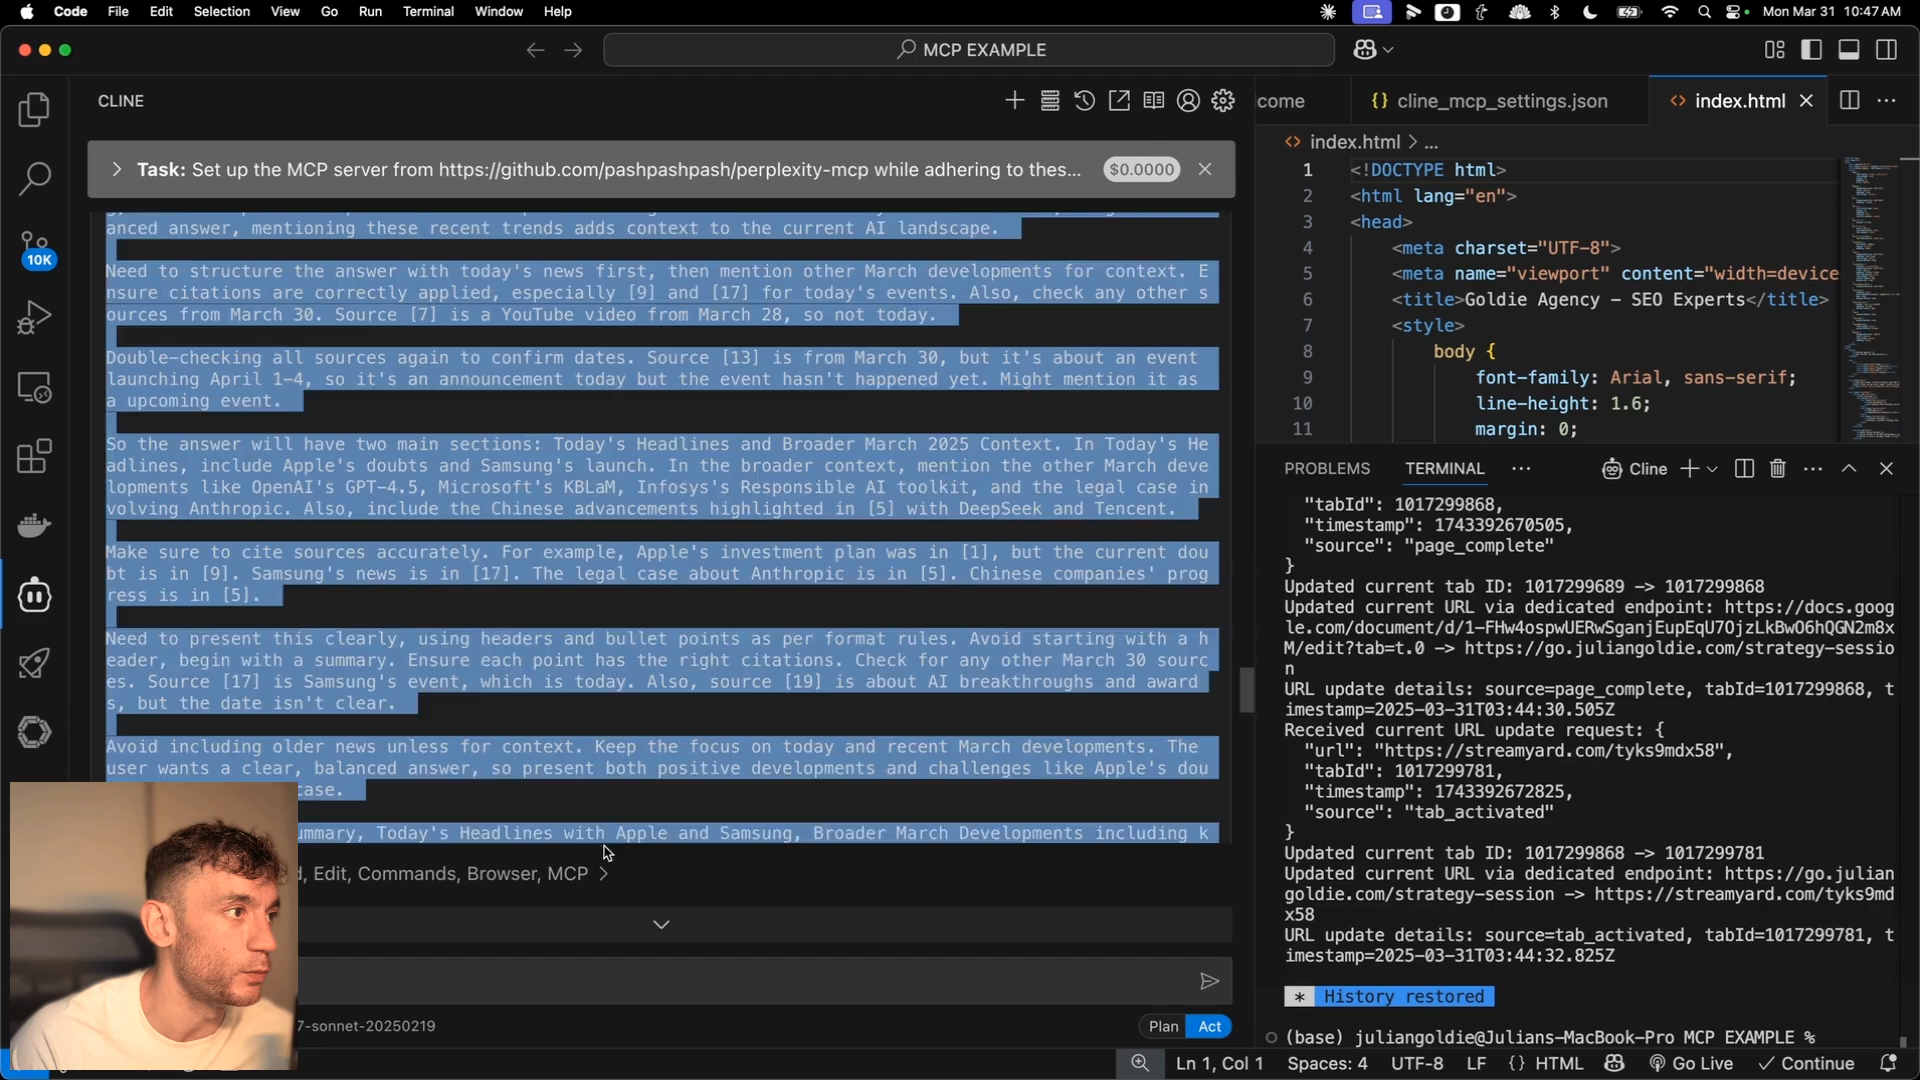 Code File Edit Selection View Go Run Terminal Window Help
Mon Mar 31 10:47 AM
MCP EXAMPLE
CLINE
Task: Set up the MCP server from https://github.com/pashpashpash/perplexity-mcp while adhering to thes... $0.0000
anced answer, mentioning these recent trends adds context to the current AI landscape.
Need to structure the answer with today's news first, then mention other March developments for context. E
nsure citations are correctly applied, especially [9] and [17] for today's events. Also, check any other s
ources from March 30. Source [7] is a YouTube video from March 28, so not today.
Double-checking all sources again to confirm dates. Source [13] is from March 30, but it's about an event
launching April 1-4, so it's an announcement today but the event hasn't happened yet. Might mention it as
a upcoming event.
So the answer will have two main sections: Today's Headlines and Broader March 2025 Context. In Today's He
adlines, include Apple's doubts and Samsung's launch. In the broader context, mention the other March deve
lopments like OpenAI's GPT-4.5, Microsoft's KBLaM, Infosys's Responsible AI toolkit, and the legal case in
volving Anthropic. Also, include the Chinese advancements highlighted in [5] with DeepSeek and Tencent.
Make sure to cite sources accurately. For example, Apple's investment plan was in [1], but the current dou
bt is in [9]. Samsung's news is in [17]. The legal case about Anthropic is in [5]. Chinese companies' prog
ress is in [5].
Need to present this clearly, using headers and bullet points as per format rules. Avoid starting with a h
eader, begin with a summary. Ensure each point has the right citations. Check for any other March 30 sourc
es. Source [17] is Samsung's event, which is today. Also, source [19] is about AI breakthroughs and award
s, but the date isn't clear.
Avoid including older news unless for context. Keep the focus on today and recent March developments. The
user wants a clear, balanced answer, so present both positive developments and challenges like Apple's dou
case.
ummary, Today's Headlines with Apple and Samsung, Broader March Developments including k
d, Edit, Commands, Browser, MCP >
7-sonnet-20250219
Plan Act
10K
come
{} cline_mcp_settings.json
<> index.html
<> index.html > ...
1 <!DOCTYPE html>
2 <html lang="en">
3 <head>
4 <meta charset="UTF-8">
5 <meta name="viewport" content="width=device
6 <title>Goldie Agency – SEO Experts</title>
7 <style>
8 body {
9 font-family: Arial, sans-serif;
10 line-height: 1.6;
11 margin: 0;
PROBLEMS TERMINAL ... Cline
"tabId": 1017299868,
"timestamp": 1743392670505,
"source": "page_complete"
}
Updated current tab ID: 1017299689 -> 1017299868
Updated current URL via dedicated endpoint: https://docs.goog
le.com/document/d/1-FHw4ospwUERwSganjEupEqU7OjzLkBwO6hQGN2m8x
M/edit?tab=t.0 -> https://go.juliangoldie.com/strategy-sessio
n
URL update details: source=page_complete, tabId=1017299868, t
imestamp=2025-03-31T03:44:30.505Z
Received current URL update request: {
"url": "https://streamyard.com/tyks9mdx58",
"tabId": 1017299781,
"timestamp": 1743392672825,
"source": "tab_activated"
}
Updated current tab ID: 1017299868 -> 1017299781
Updated current URL via dedicated endpoint: https://go.julian
goldie.com/strategy-session -> https://streamyard.com/tyks9md
x58
URL update details: source=tab_activated, tabId=1017299781, t
imestamp=2025-03-31T03:44:32.825Z
* History restored
(base) juliangoldie@Julians-MacBook-Pro MCP EXAMPLE %
Ln 1, Col 1 Spaces: 4 UTF-8 LF {} HTML Go Live Continue